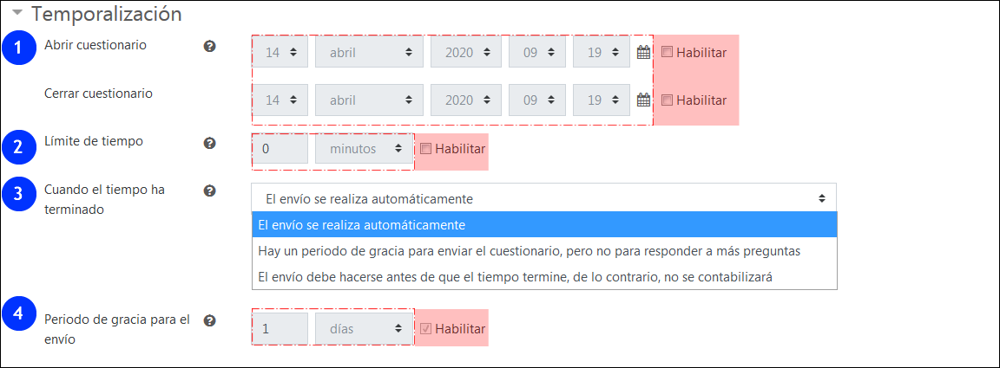 Temporalización
1 Abrir cuestionario ? 14 abril 2020 09 19 Habilitar
Cerrar cuestionario 14 abril 2020 09 19 Habilitar
2 Límite de tiempo ? 0 minutos Habilitar
3 Cuando el tiempo ha terminado ? El envío se realiza automáticamente
El envío se realiza automáticamente
Hay un periodo de gracia para enviar el cuestionario, pero no para responder a más preguntas
El envío debe hacerse antes de que el tiempo termine, de lo contrario, no se contabilizará
4 Periodo de gracia para el envío ? 1 días Habilitar